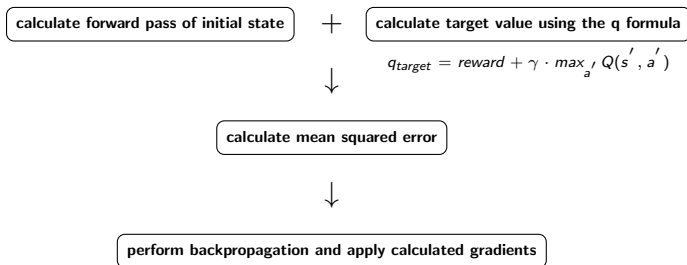 calculate forward pass of initial state + calculate target value using the q formula
q_target = reward + γ · max_a′ Q(s′, a′)
↓
calculate mean squared error
↓
perform backpropagation and apply calculated gradients